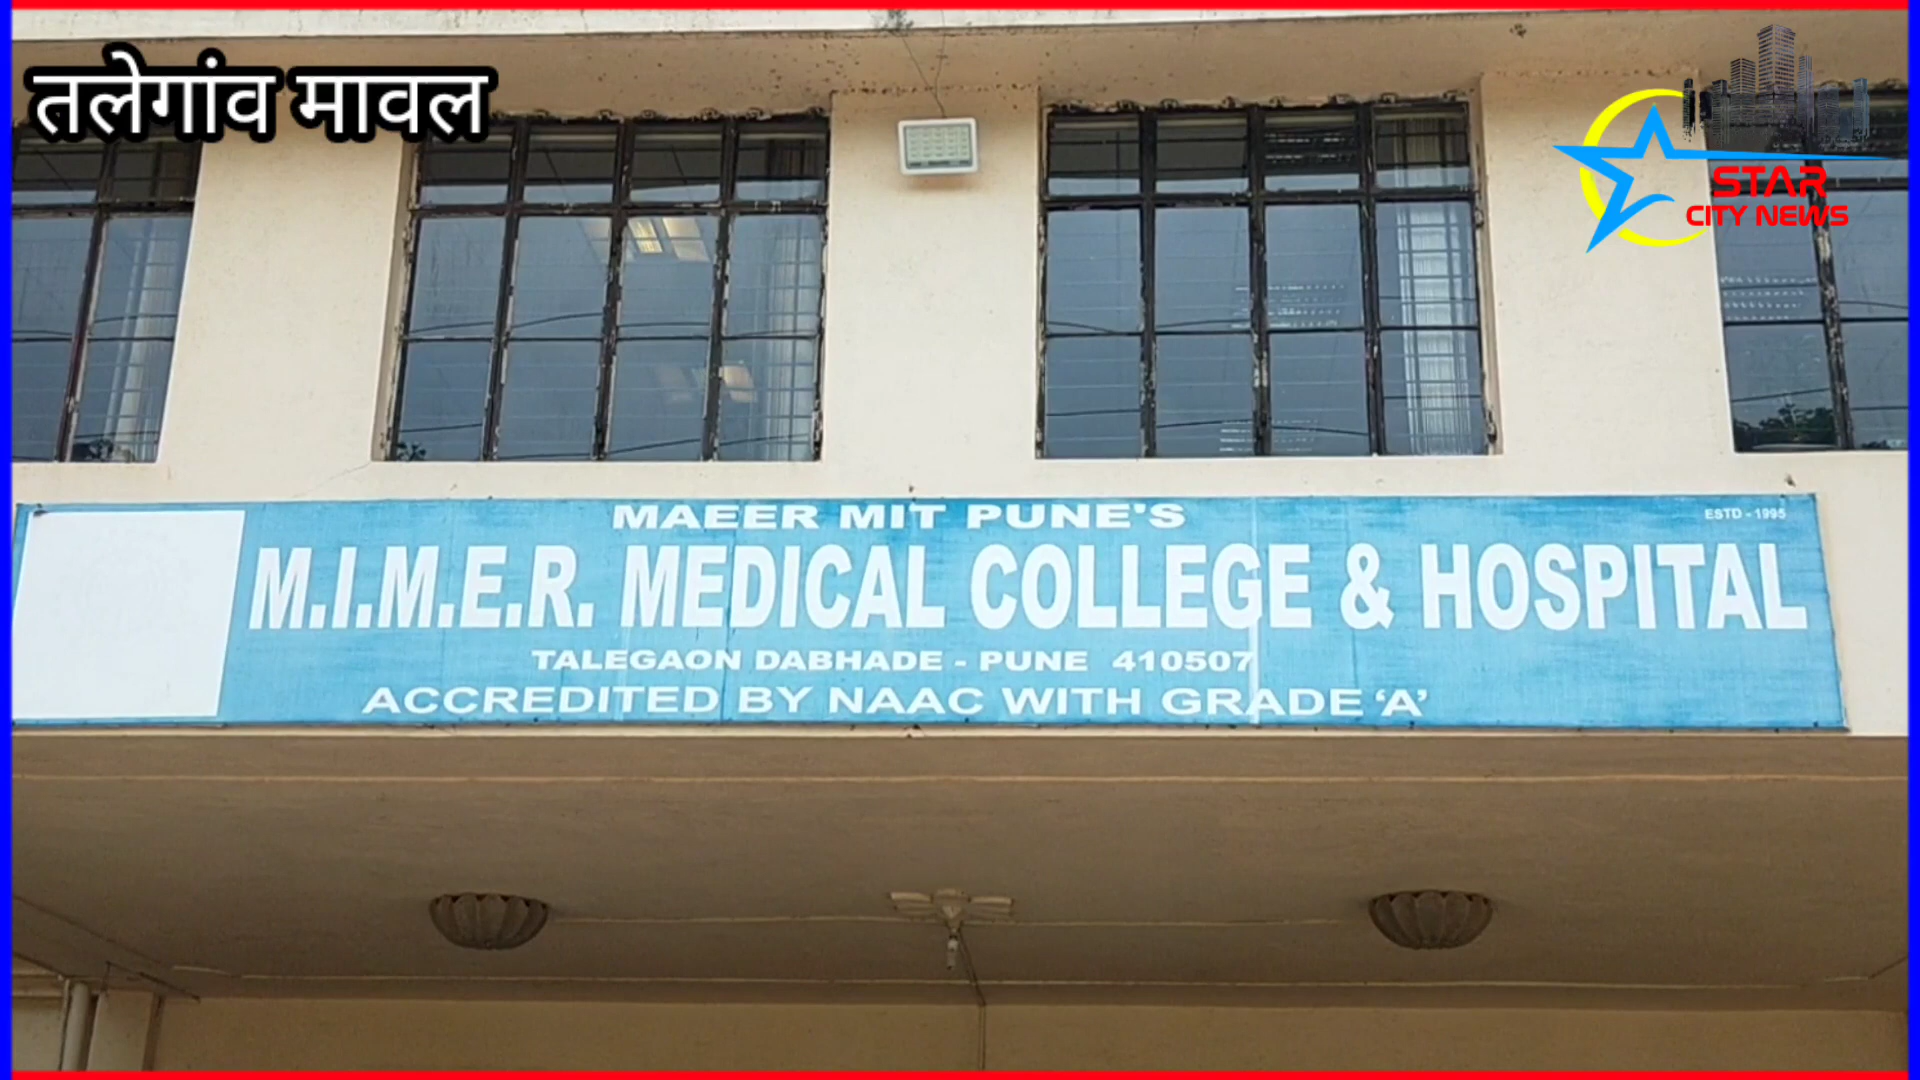 तलेगांव मावल
STAR
CITY NEWS
MAEER MIT PUNE'S
ESTD - 1995
M.I.M.E.R. MEDICAL COLLEGE & HOSPITAL
TALEGAON DABHADE - PUNE 410507
ACCREDITED BY NAAC WITH GRADE 'A'